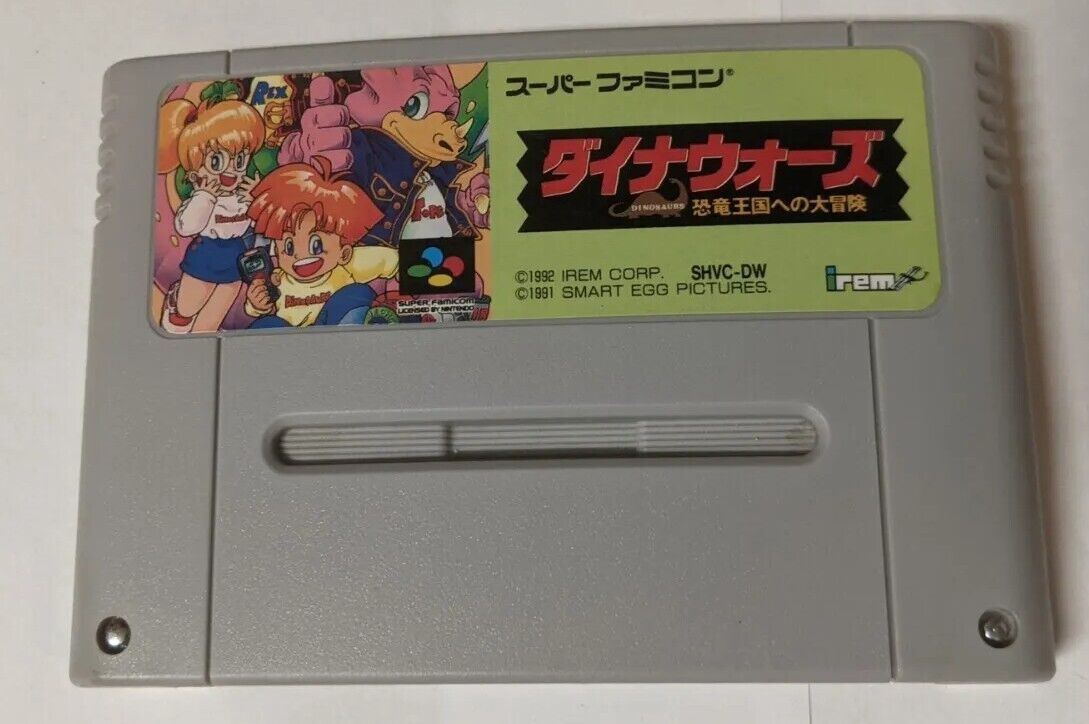 スーパー ファミコン®
ダイナウォーズ
DINOSAURS
恐竜王国への大冒険
©1992 IREM CORP. SHVC-DW
©1991 SMART EGG PICTURES.
irem
REX
SUPER FAMICOM
LICENSED BY NINTENDO